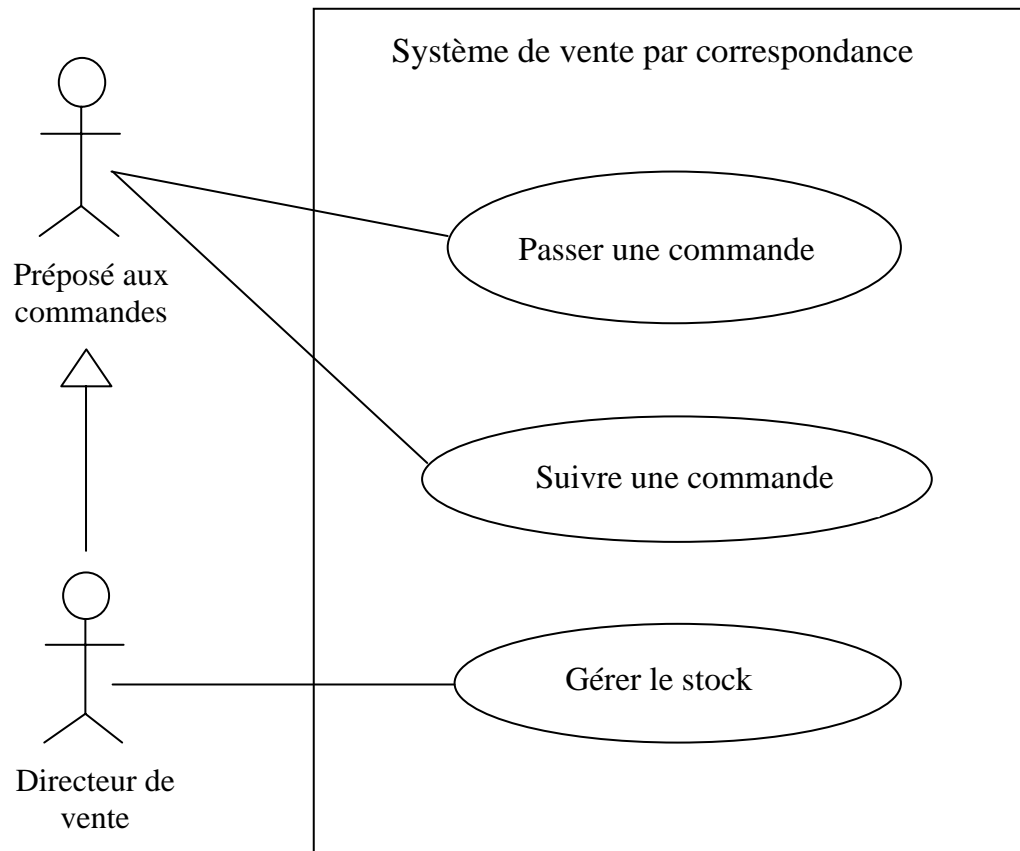 Système de vente par correspondance
Passer une commande
Préposé aux
commandes
Suivre une commande
Gérer le stock
Directeur de
vente